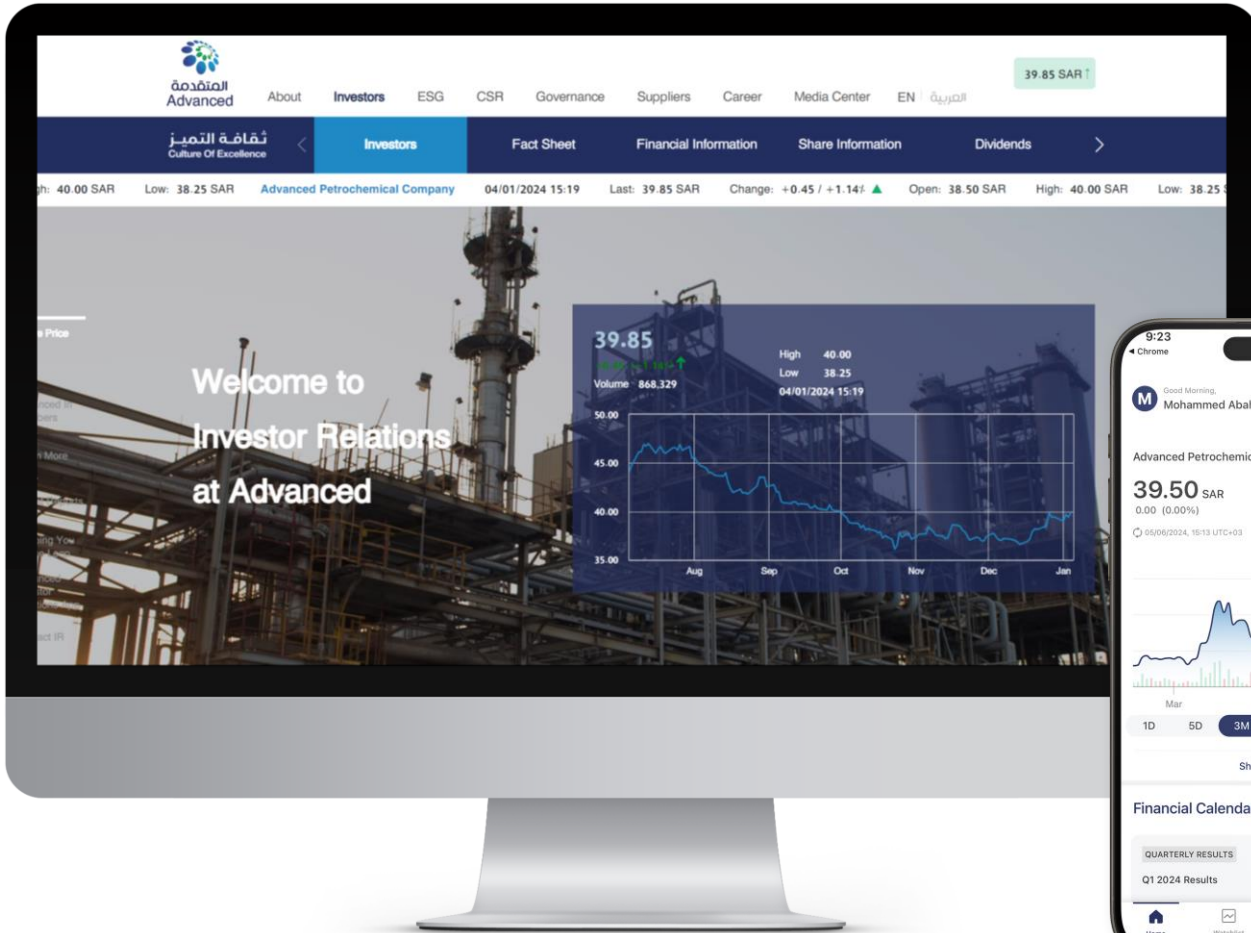 المتقدمة
Advanced
About Investors ESG CSR Governance Suppliers Career Media Center EN العربية
39.85 SAR ↑
ثقافة التميز
Culture Of Excellence
Investors Fact Sheet Financial Information Share Information Dividends
40.00 SAR Low: 38.25 SAR Advanced Petrochemical Company 04/01/2024 15:19 Last: 39.85 SAR Change: +0.45 / +1.14% ▲ Open: 38.50 SAR High: 40.00 SAR Low: 38.25
Price
Welcome to
Investor Relations
at Advanced
More
act IR
39.85
Volume 868,329
High 40.00
Low 38.25
04/01/2024 15:19
50.00
45.00
40.00
35.00
Aug Sep Oct Nov Dec Jan
9:23
Chrome
M
Good Morning,
Mohammed Abal
Advanced Petrochemic
39.50 SAR
0.00 (0.00%)
05/06/2024, 15:13 UTC+03
Mar
1D 5D 3M
Sh
Financial Calenda
QUARTERLY RESULTS
Q1 2024 Results
Home Watchlist